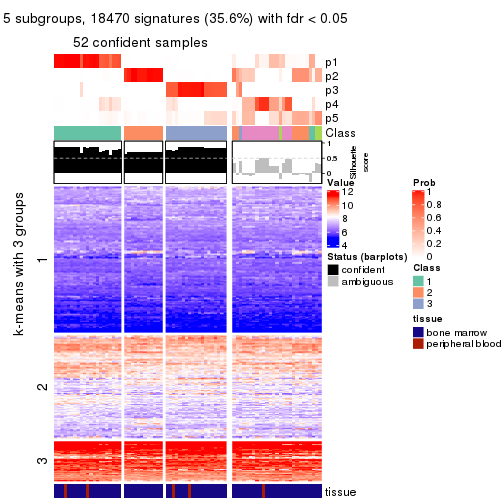 5 subgroups, 18470 signatures (35.6%) with fdr < 0.05
52 confident samples
p1
p2
p3
p4
p5
Class
1
0.5
0
Silhouette
score
k-means with 3 groups
1
2
3
tissue
Value
12
10
8
6
4
Status (barplots)
confident
ambiguous
Prob
1
0.8
0.6
0.4
0.2
0
Class
1
2
3
tissue
bone marrow
peripheral blood